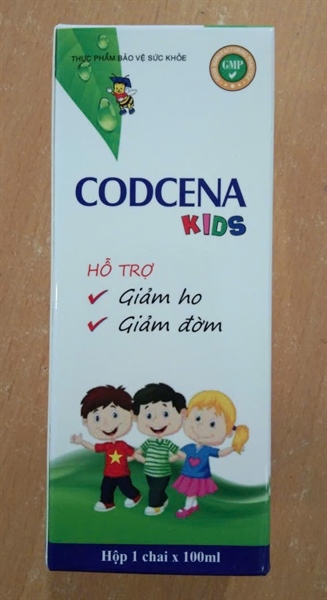 THỰC PHẨM BẢO VỆ SỨC KHỎE
GMP
CODCENA
KIDS
HỖ TRỢ
Giảm ho
Giảm đờm
Hộp 1 chai x 100ml